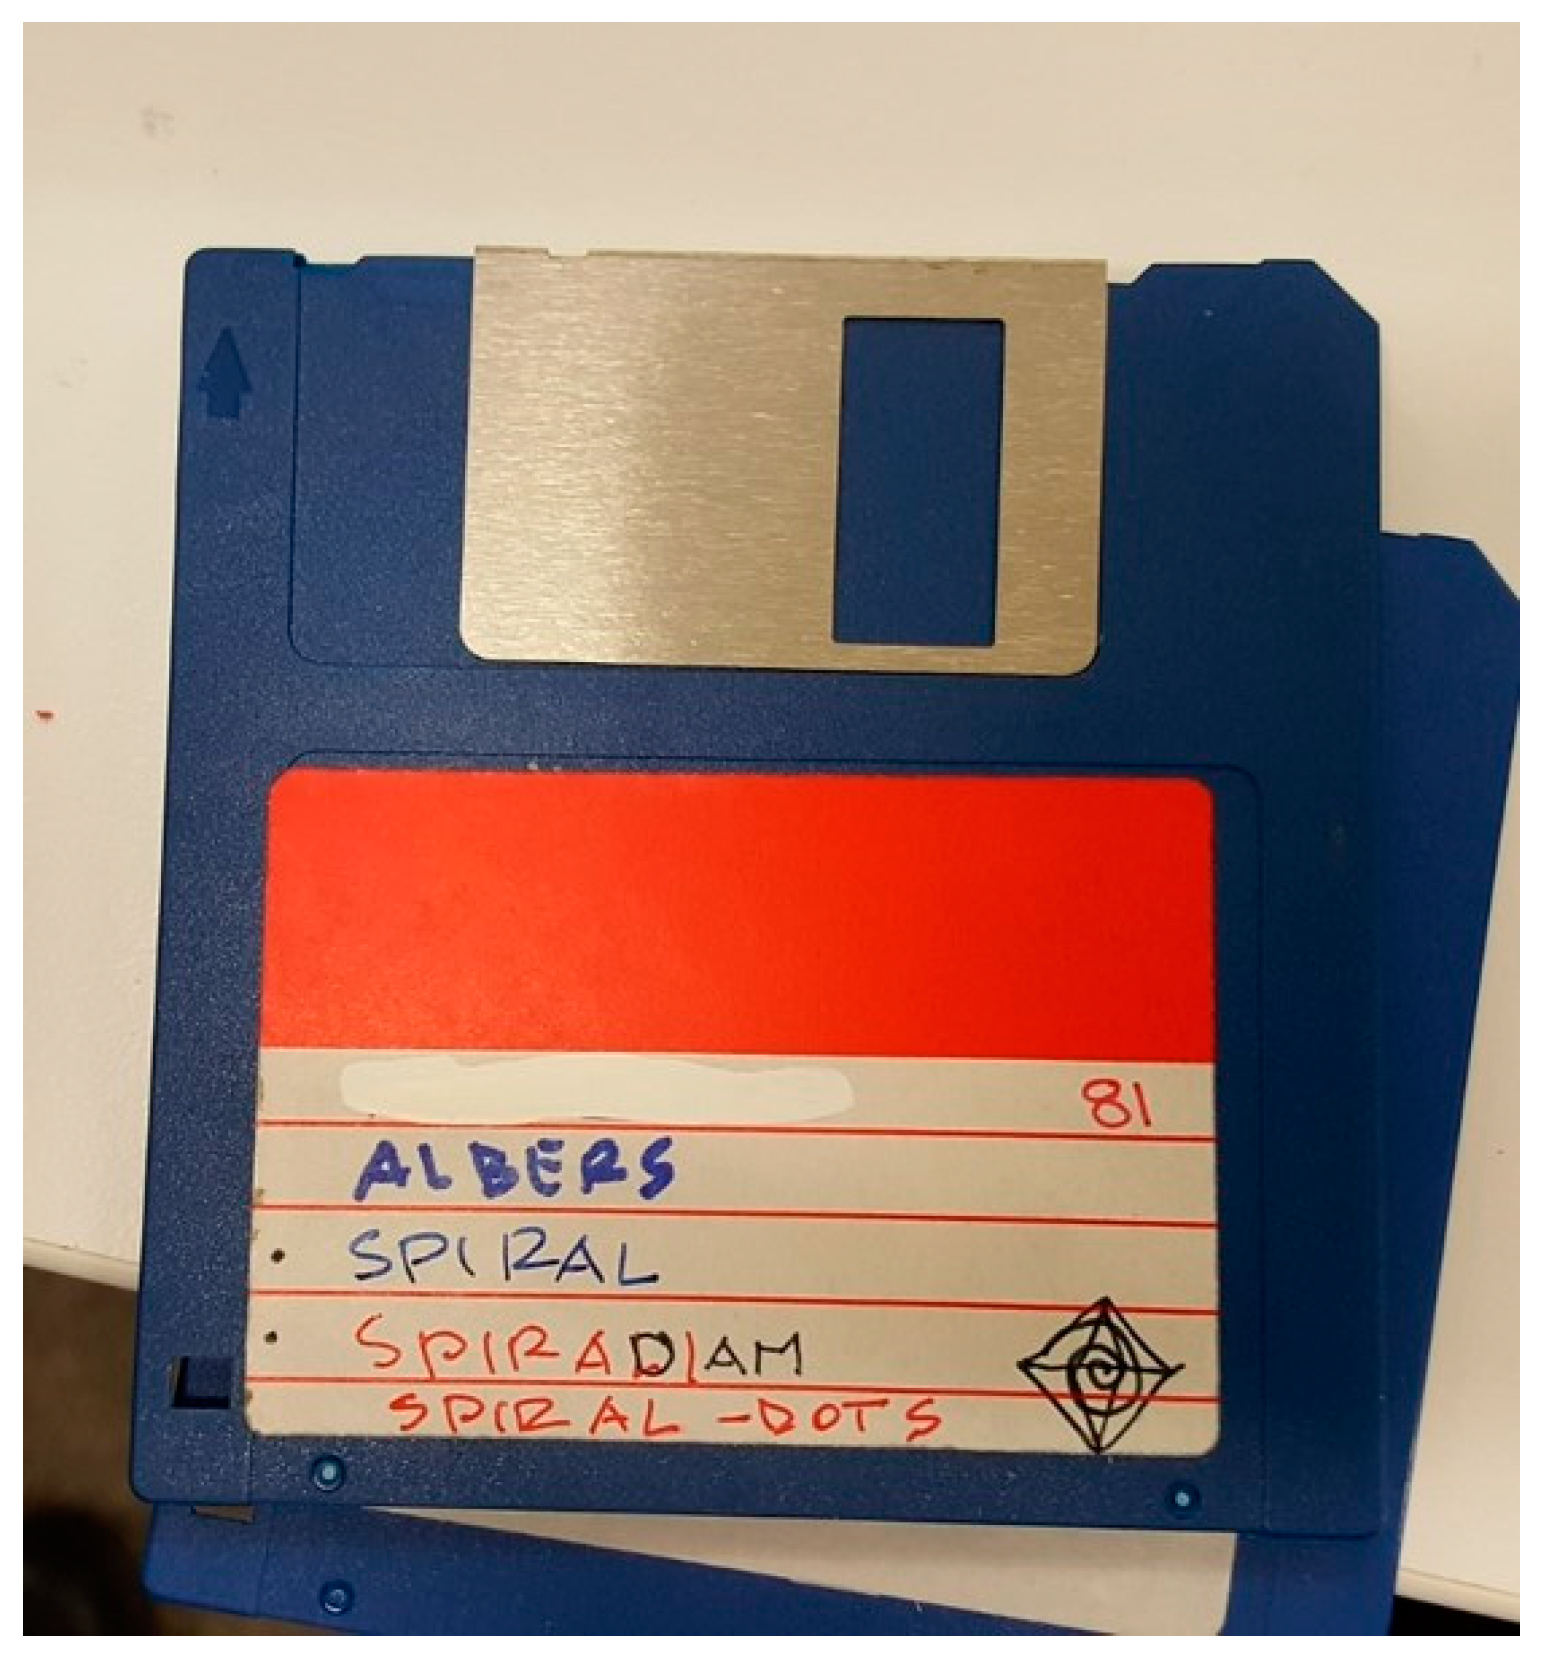 81
ALBERS
• SPIRAL
• SPIRADIAM
SPIRAL-DOTS